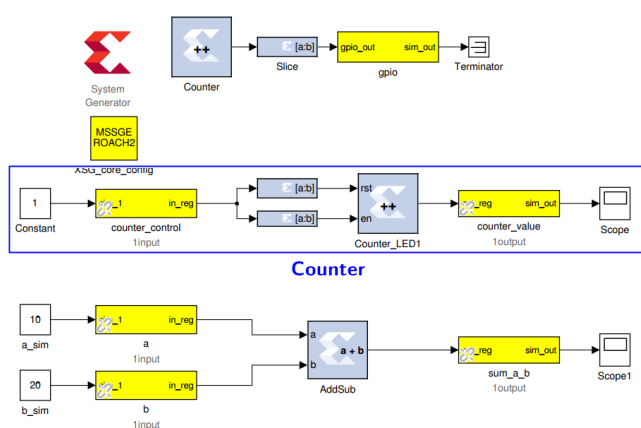 ++
Counter
[a:b]
Slice
gpio_out sim_out
gpio
Terminator
System
Generator
MSSGE
ROACH2
XSG_core_config
1
Constant
_1 in_reg
counter_control
1input
[a:b]
[a:b]
rst
en
++
Counter_LED1
_reg sim_out
counter_value
1output
Scope
Counter
10
a_sim
_1 in_reg
a
1input
20
b_sim
_1 in_reg
b
1input
a
b
a + b
AddSub
_reg sim_out
sum_a_b
1output
Scope1